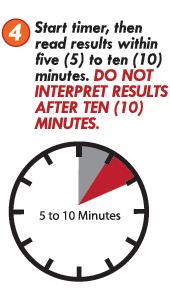 4 Start timer, then
read results within
five (5) to ten (10)
minutes. DO NOT
INTERPRET RESULTS
AFTER TEN (10)
MINUTES.
5 to 10 Minutes